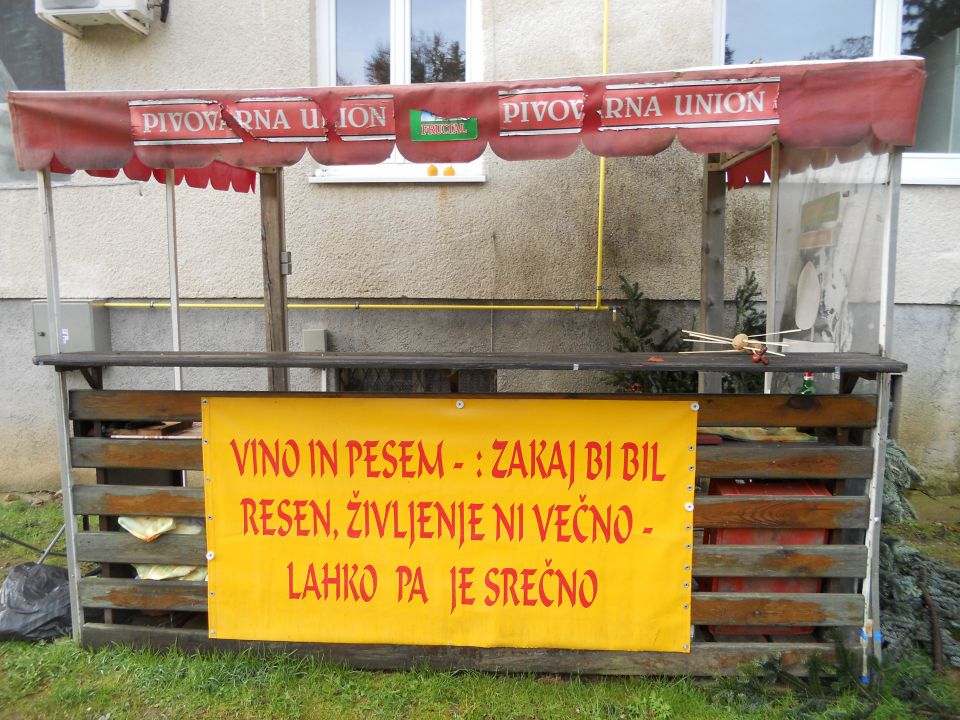 PIVOVARNA UNION
FRUCTAL
PIVOVARNA UNION
VINO IN PESEM - : ZAKAJ BI BIL
RESEN, ŽIVLJENJE NI VEČNO -
LAHKO PA JE SREČNO